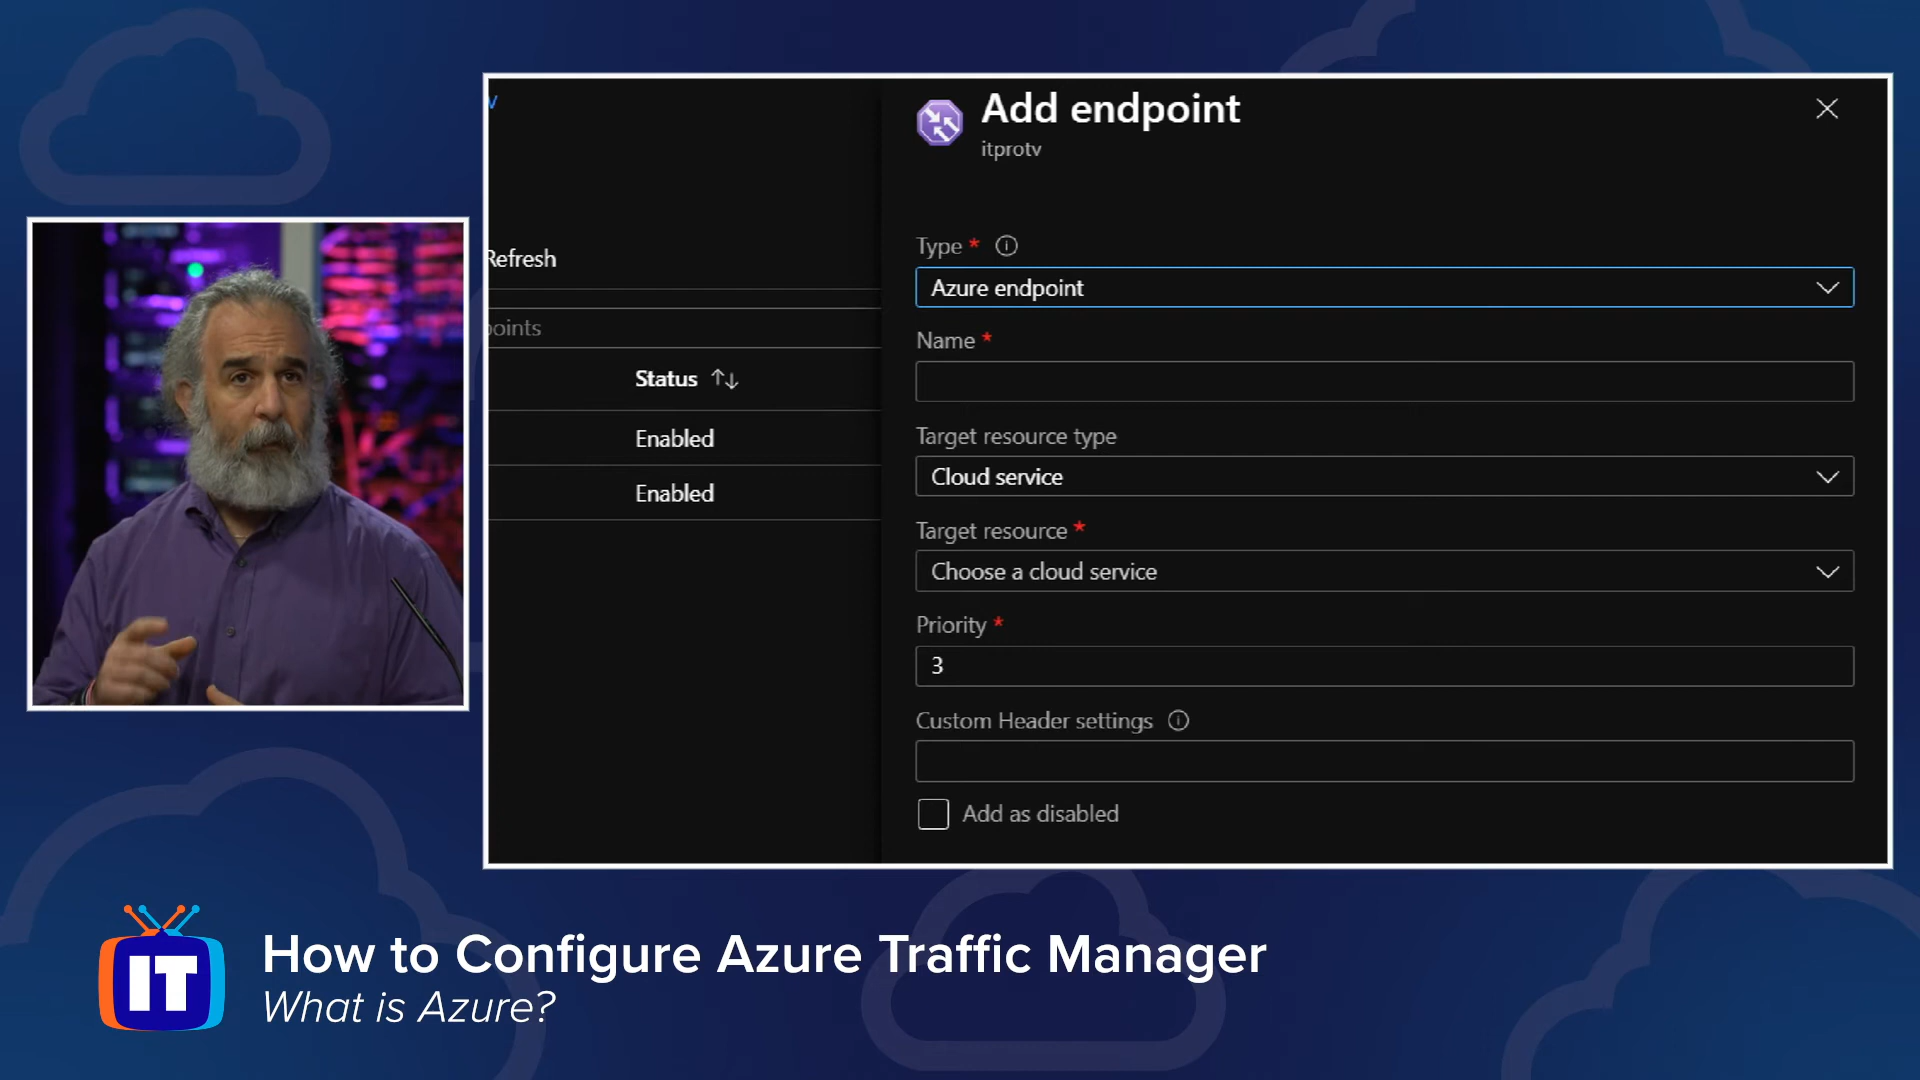 v
Refresh
points
Status
Enabled
Enabled
Add endpoint
itprotv
Type *
Azure endpoint
Name *
Target resource type
Cloud service
Target resource *
Choose a cloud service
Priority *
3
Custom Header settings
Add as disabled
IT
How to Configure Azure Traffic Manager
What is Azure?